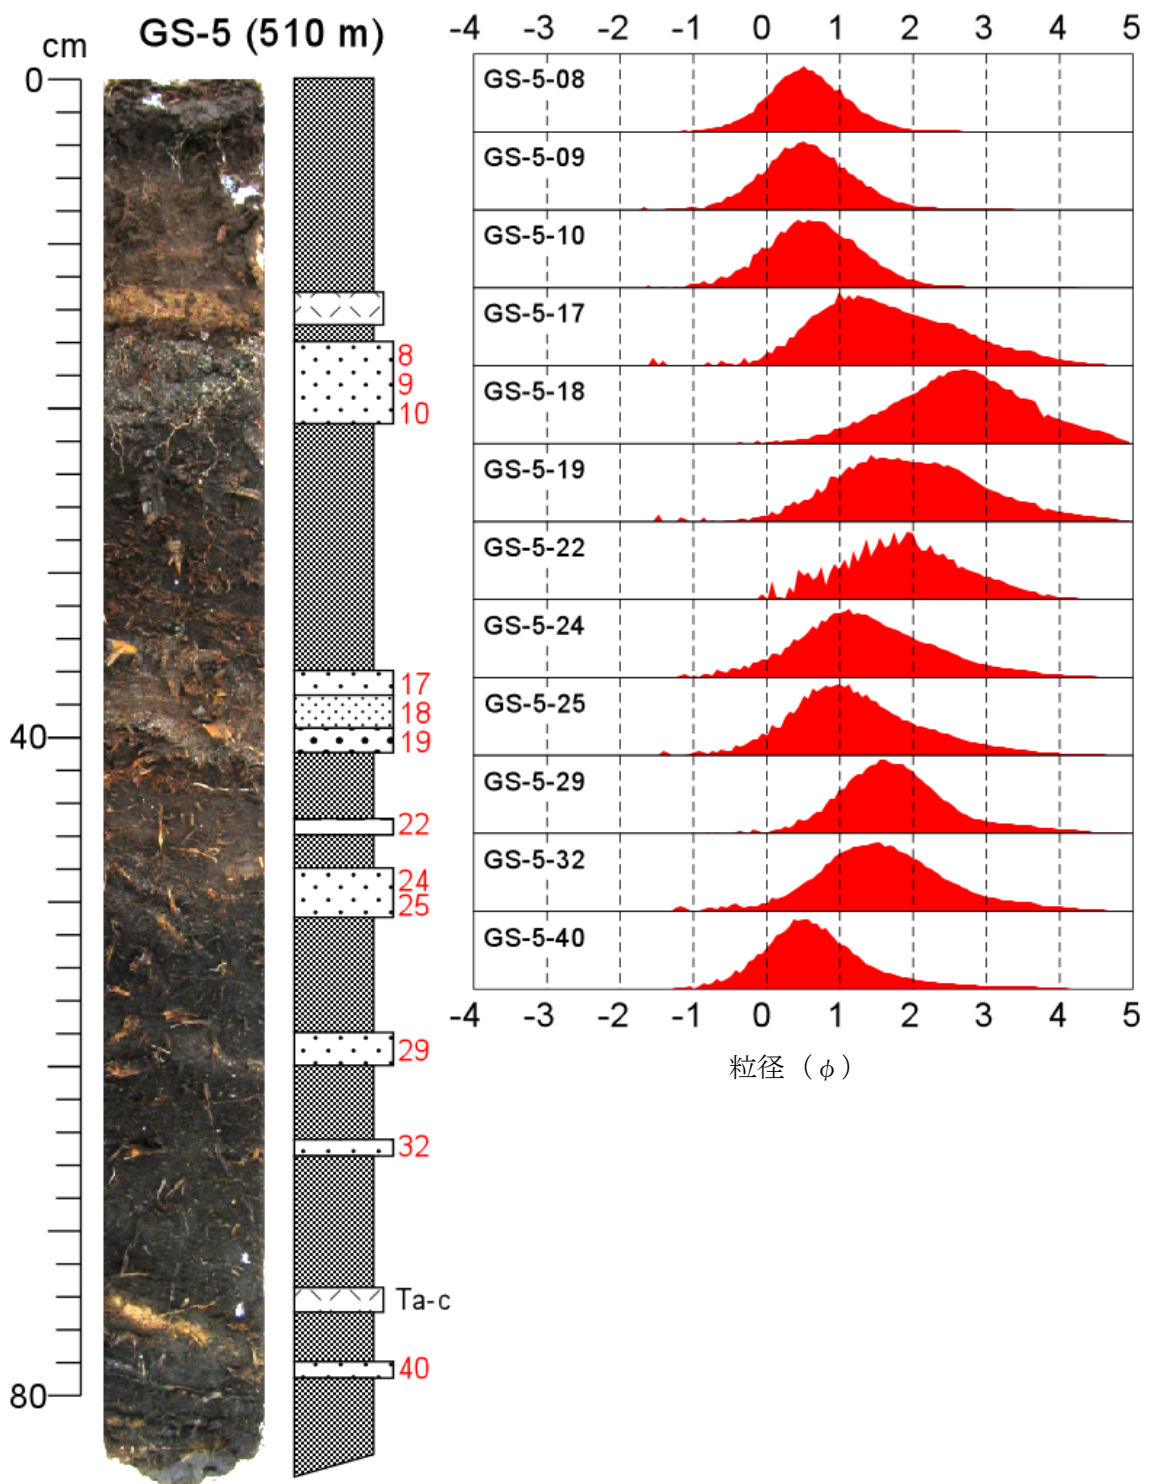 GS-5 (510 m)
cm
0
40
80
8
9
10
17
18
19
22
24
25
29
32
Ta-c
40
-4 -3 -2 -1 0 1 2 3 4 5
GS-5-08
GS-5-09
GS-5-10
GS-5-17
GS-5-18
GS-5-19
GS-5-22
GS-5-24
GS-5-25
GS-5-29
GS-5-32
GS-5-40
-4 -3 -2 -1 0 1 2 3 4 5
粒径（φ）